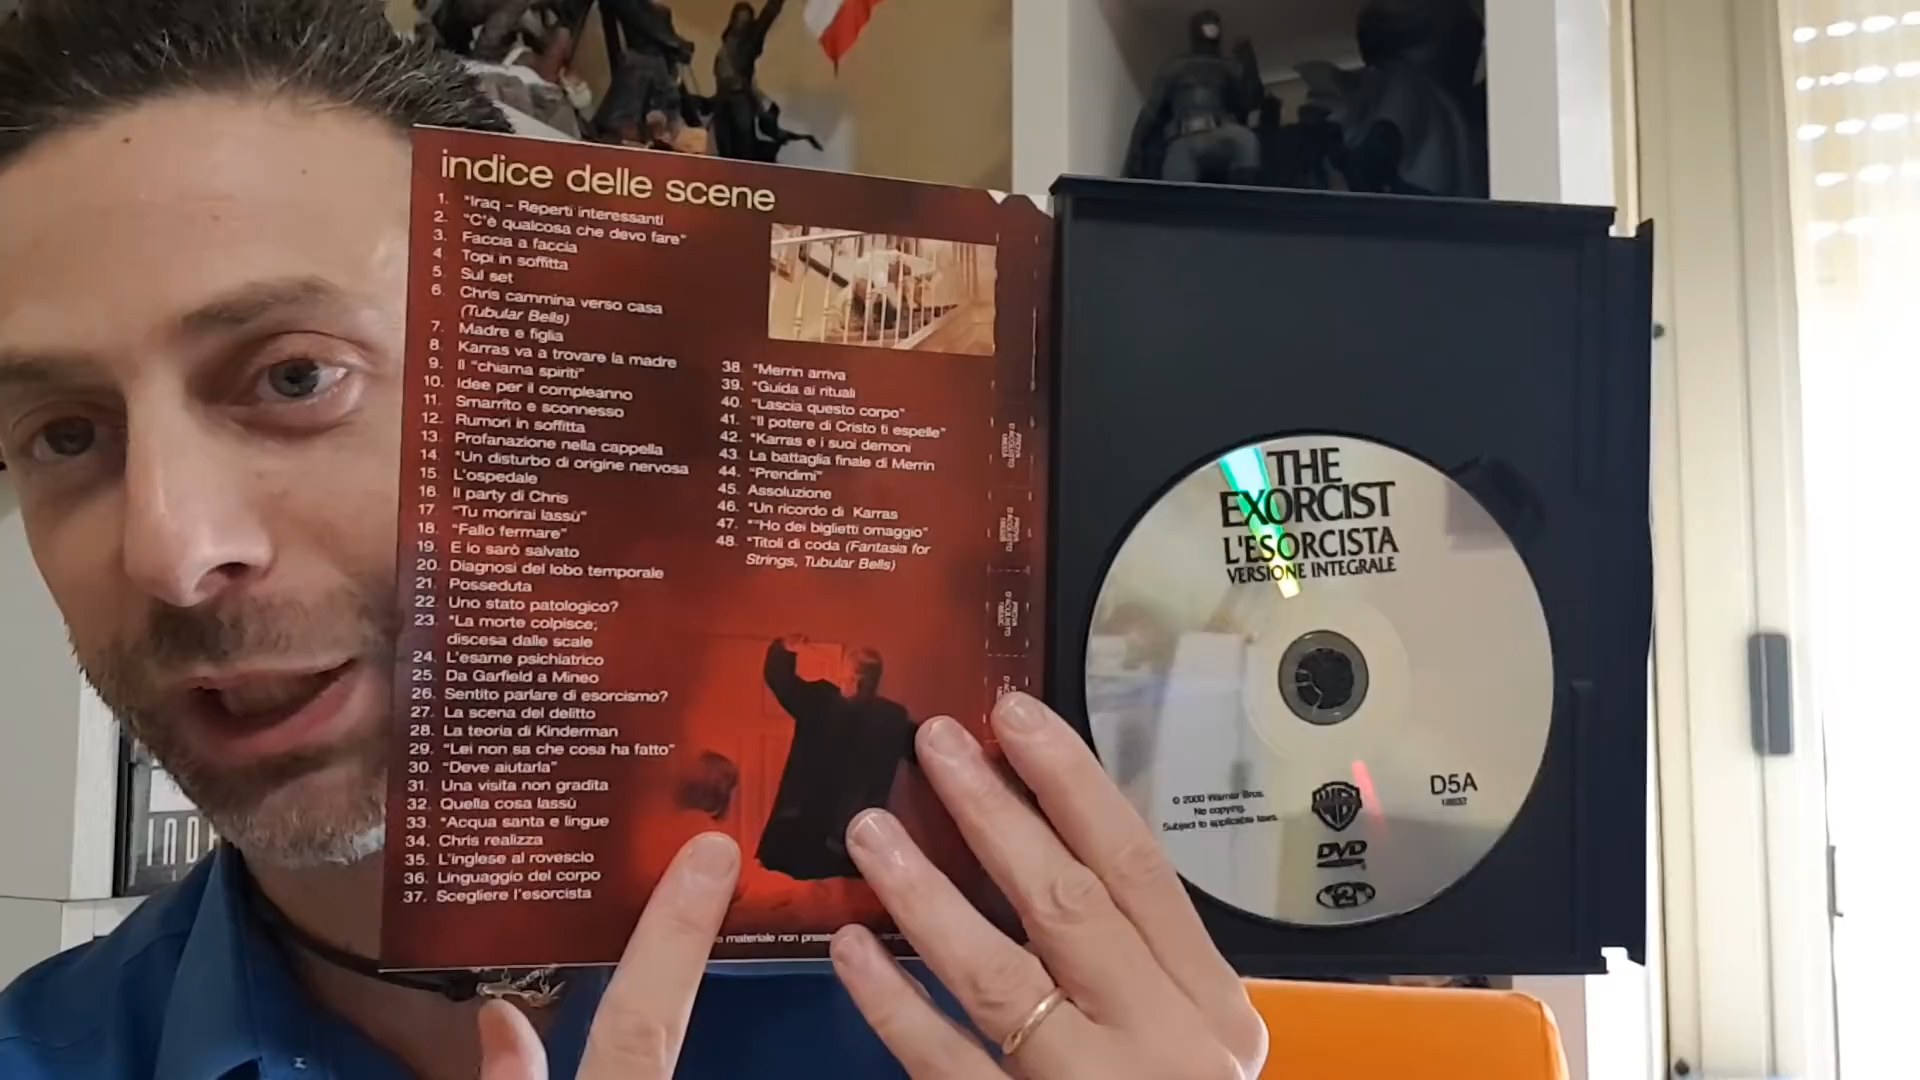 indice delle scene
1. *Iraq – Reperti interessanti
2. "C'è qualcosa che devo fare"
3. Faccia a faccia
4. Topi in soffitta
5. Sul set
6. Chris cammina verso casa
(Tubular Bells)
7. Madre e figlia
8. Karras va a trovare la madre
9. Il "chiama spiriti"
10. Idee per il compleanno
11. Smarrito e sconnesso
12. Rumori in soffitta
13. Profanazione nella cappella
14. *Un disturbo di origine nervosa
15. L'ospedale
16. Il party di Chris
17. "Tu morirai lassù"
18. "Fallo fermare"
19. E io sarò salvato
20. Diagnosi del lobo temporale
21. Posseduta
22. Uno stato patologico?
23. *La morte colpisce;
discesa dalle scale
24. L'esame psichiatrico
25. Da Garfield a Mineo
26. Sentito parlare di esorcismo?
27. La scena del delitto
28. La teoria di Kinderman
29. "Lei non sa che cosa ha fatto"
30. "Deve aiutarla"
31. Una visita non gradita
32. Quella cosa lassù
33. *Acqua santa e lingue
34. Chris realizza
35. L'inglese al rovescio
36. Linguaggio del corpo
37. Scegliere l'esorcista
38. *Merrin arriva
39. *Guida ai rituali
40. "Lascia questo corpo"
41. "Il potere di Cristo ti espelle"
42. *Karras e i suoi demoni
43. La battaglia finale di Merrin
44. "Prendimi"
45. Assoluzione
46. *Un ricordo di Karras
47. *"Ho dei biglietti omaggio"
48. *Titoli di coda (Fantasia for
Strings, Tubular Bells)
materiale non
THE
EXORCIST
L'ESORCISTA
VERSIONE INTEGRALE
© 2000 Warner Bros.
No copying.
Subject to applicable laws.
WB
D5A
DVD
2
IND